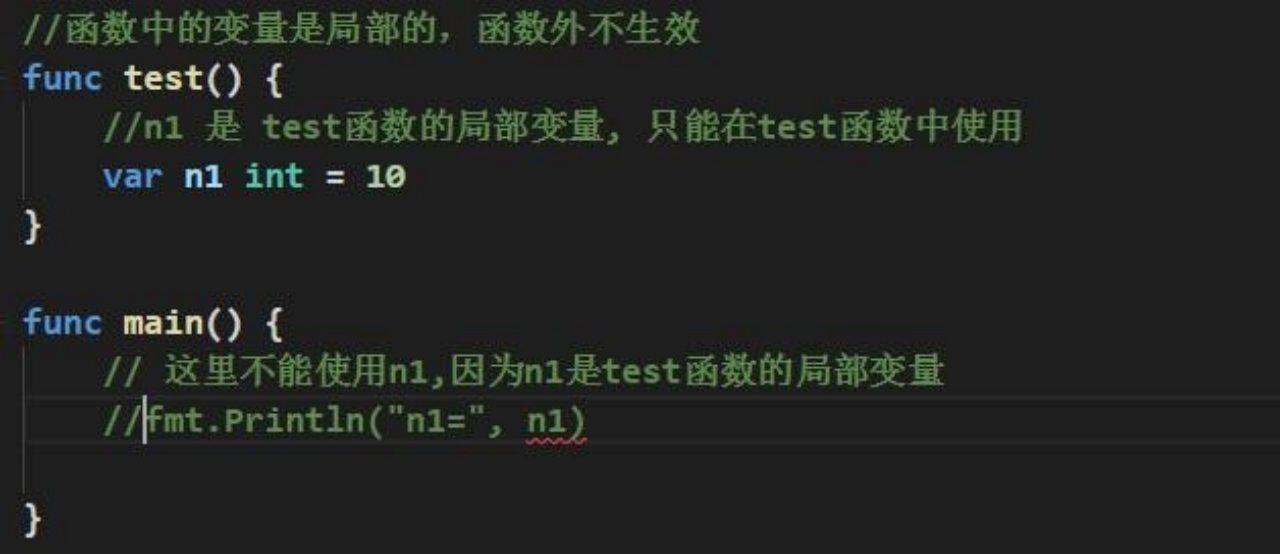 //函数中的变量是局部的，函数外不生效
func test() {
    //n1 是 test函数的局部变量, 只能在test函数中使用
    var n1 int = 10
}
func main() {
    // 这里不能使用n1,因为n1是test函数的局部变量
    //fmt.Println("n1=", n1)
}